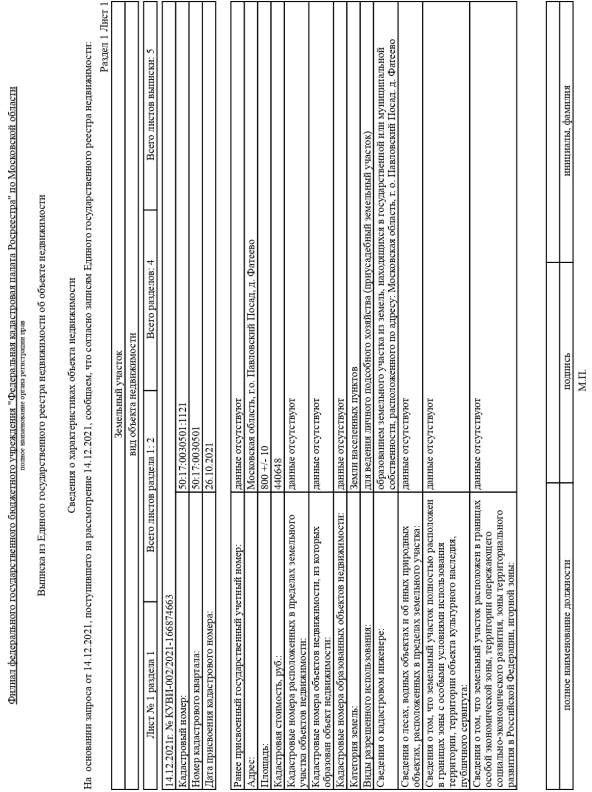 Филиал федерального государственного бюджетного учреждения "Федеральная кадастровая палата Росреестра" по Московской области
полное наименование органа регистрации прав
Выписка из Единого государственного реестра недвижимости об объекте недвижимости
Сведения о характеристиках объекта недвижимости
На основании запроса от 14.12.2021, поступившего на рассмотрение 14.12.2021, сообщаем, что согласно записям Единого государственного реестра недвижимости:
Раздел 1 Лист 1
Земельный участок
вид объекта недвижимости
Лист № 1 раздела 1 Всего листов раздела 1: 2 Всего разделов: 4 Всего листов выписки: 5
14.12.2021г. № КУВИ-002/2021-166874663
Кадастровый номер: 50:17:0030501:1121
Номер кадастрового квартала: 50:17:0030501
Дата присвоения кадастрового номера: 26.10.2021
Ранее присвоенный государственный учетный номер: данные отсутствуют
Адрес: Московская область, г.о. Павловский Посад, д. Фатеево
Площадь: 800 +/- 10
Кадастровая стоимость, руб.: 440648
Кадастровые номера расположенных в пределах земельного данные отсутствуют
участка объектов недвижимости:
Кадастровые номера объектов недвижимости, из которых данные отсутствуют
образован объект недвижимости:
Кадастровые номера образованных объектов недвижимости: данные отсутствуют
Категория земель: Земли населенных пунктов
Виды разрешенного использования: для ведения личного подсобного хозяйства (приусадебный земельный участок)
Сведения о кадастровом инженере: образованием земельного участка из земель, находящихся в государственной или муниципальной
собственности, расположенного по адресу: Московская область, г. о. Павловский Посад. д. Фатеево
Сведения о лесах, водных объектах и об иных природных данные отсутствуют
объектах, расположенных в пределах земельного участка:
Сведения о том, что земельный участок полностью расположен данные отсутствуют
в границах зоны с особыми условиями использования
территории, территории объекта культурного наследия,
публичного сервитута:
Сведения о том, что земельный участок расположен в границах данные отсутствуют
особой экономической зоны, территории опережающего
социально-экономического развития, зоны территориального
развития в Российской Федерации, игорной зоны:
полное наименование должности подпись инициалы, фамилия
М.П.